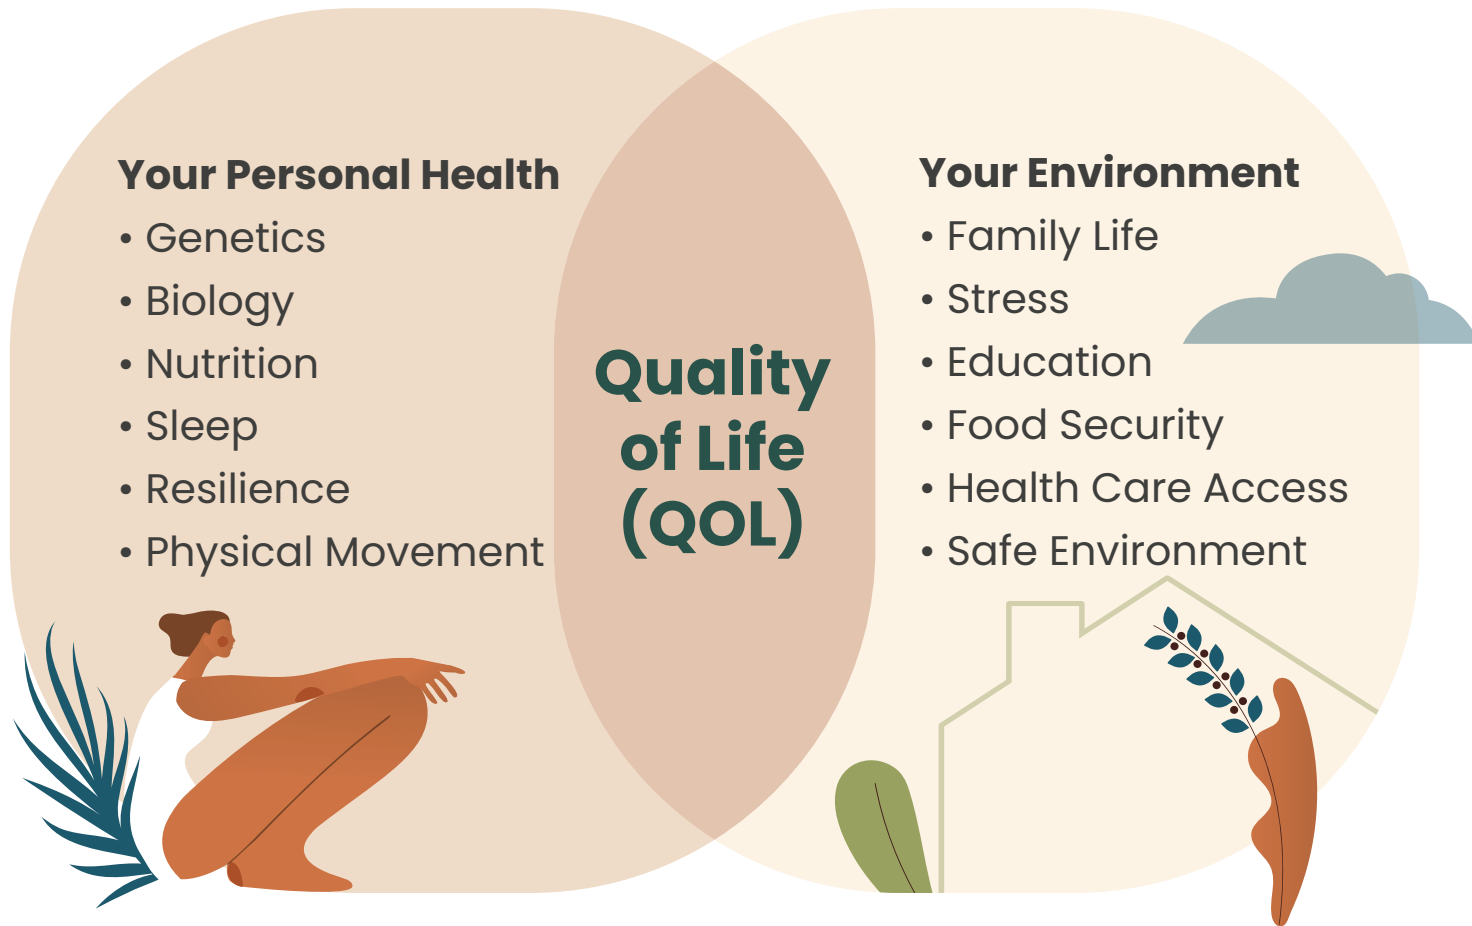 Your Personal Health
• Genetics
• Biology
• Nutrition
• Sleep
• Resilience
• Physical Movement
Quality
of Life
(QOL)
Your Environment
• Family Life
• Stress
• Education
• Food Security
• Health Care Access
• Safe Environment